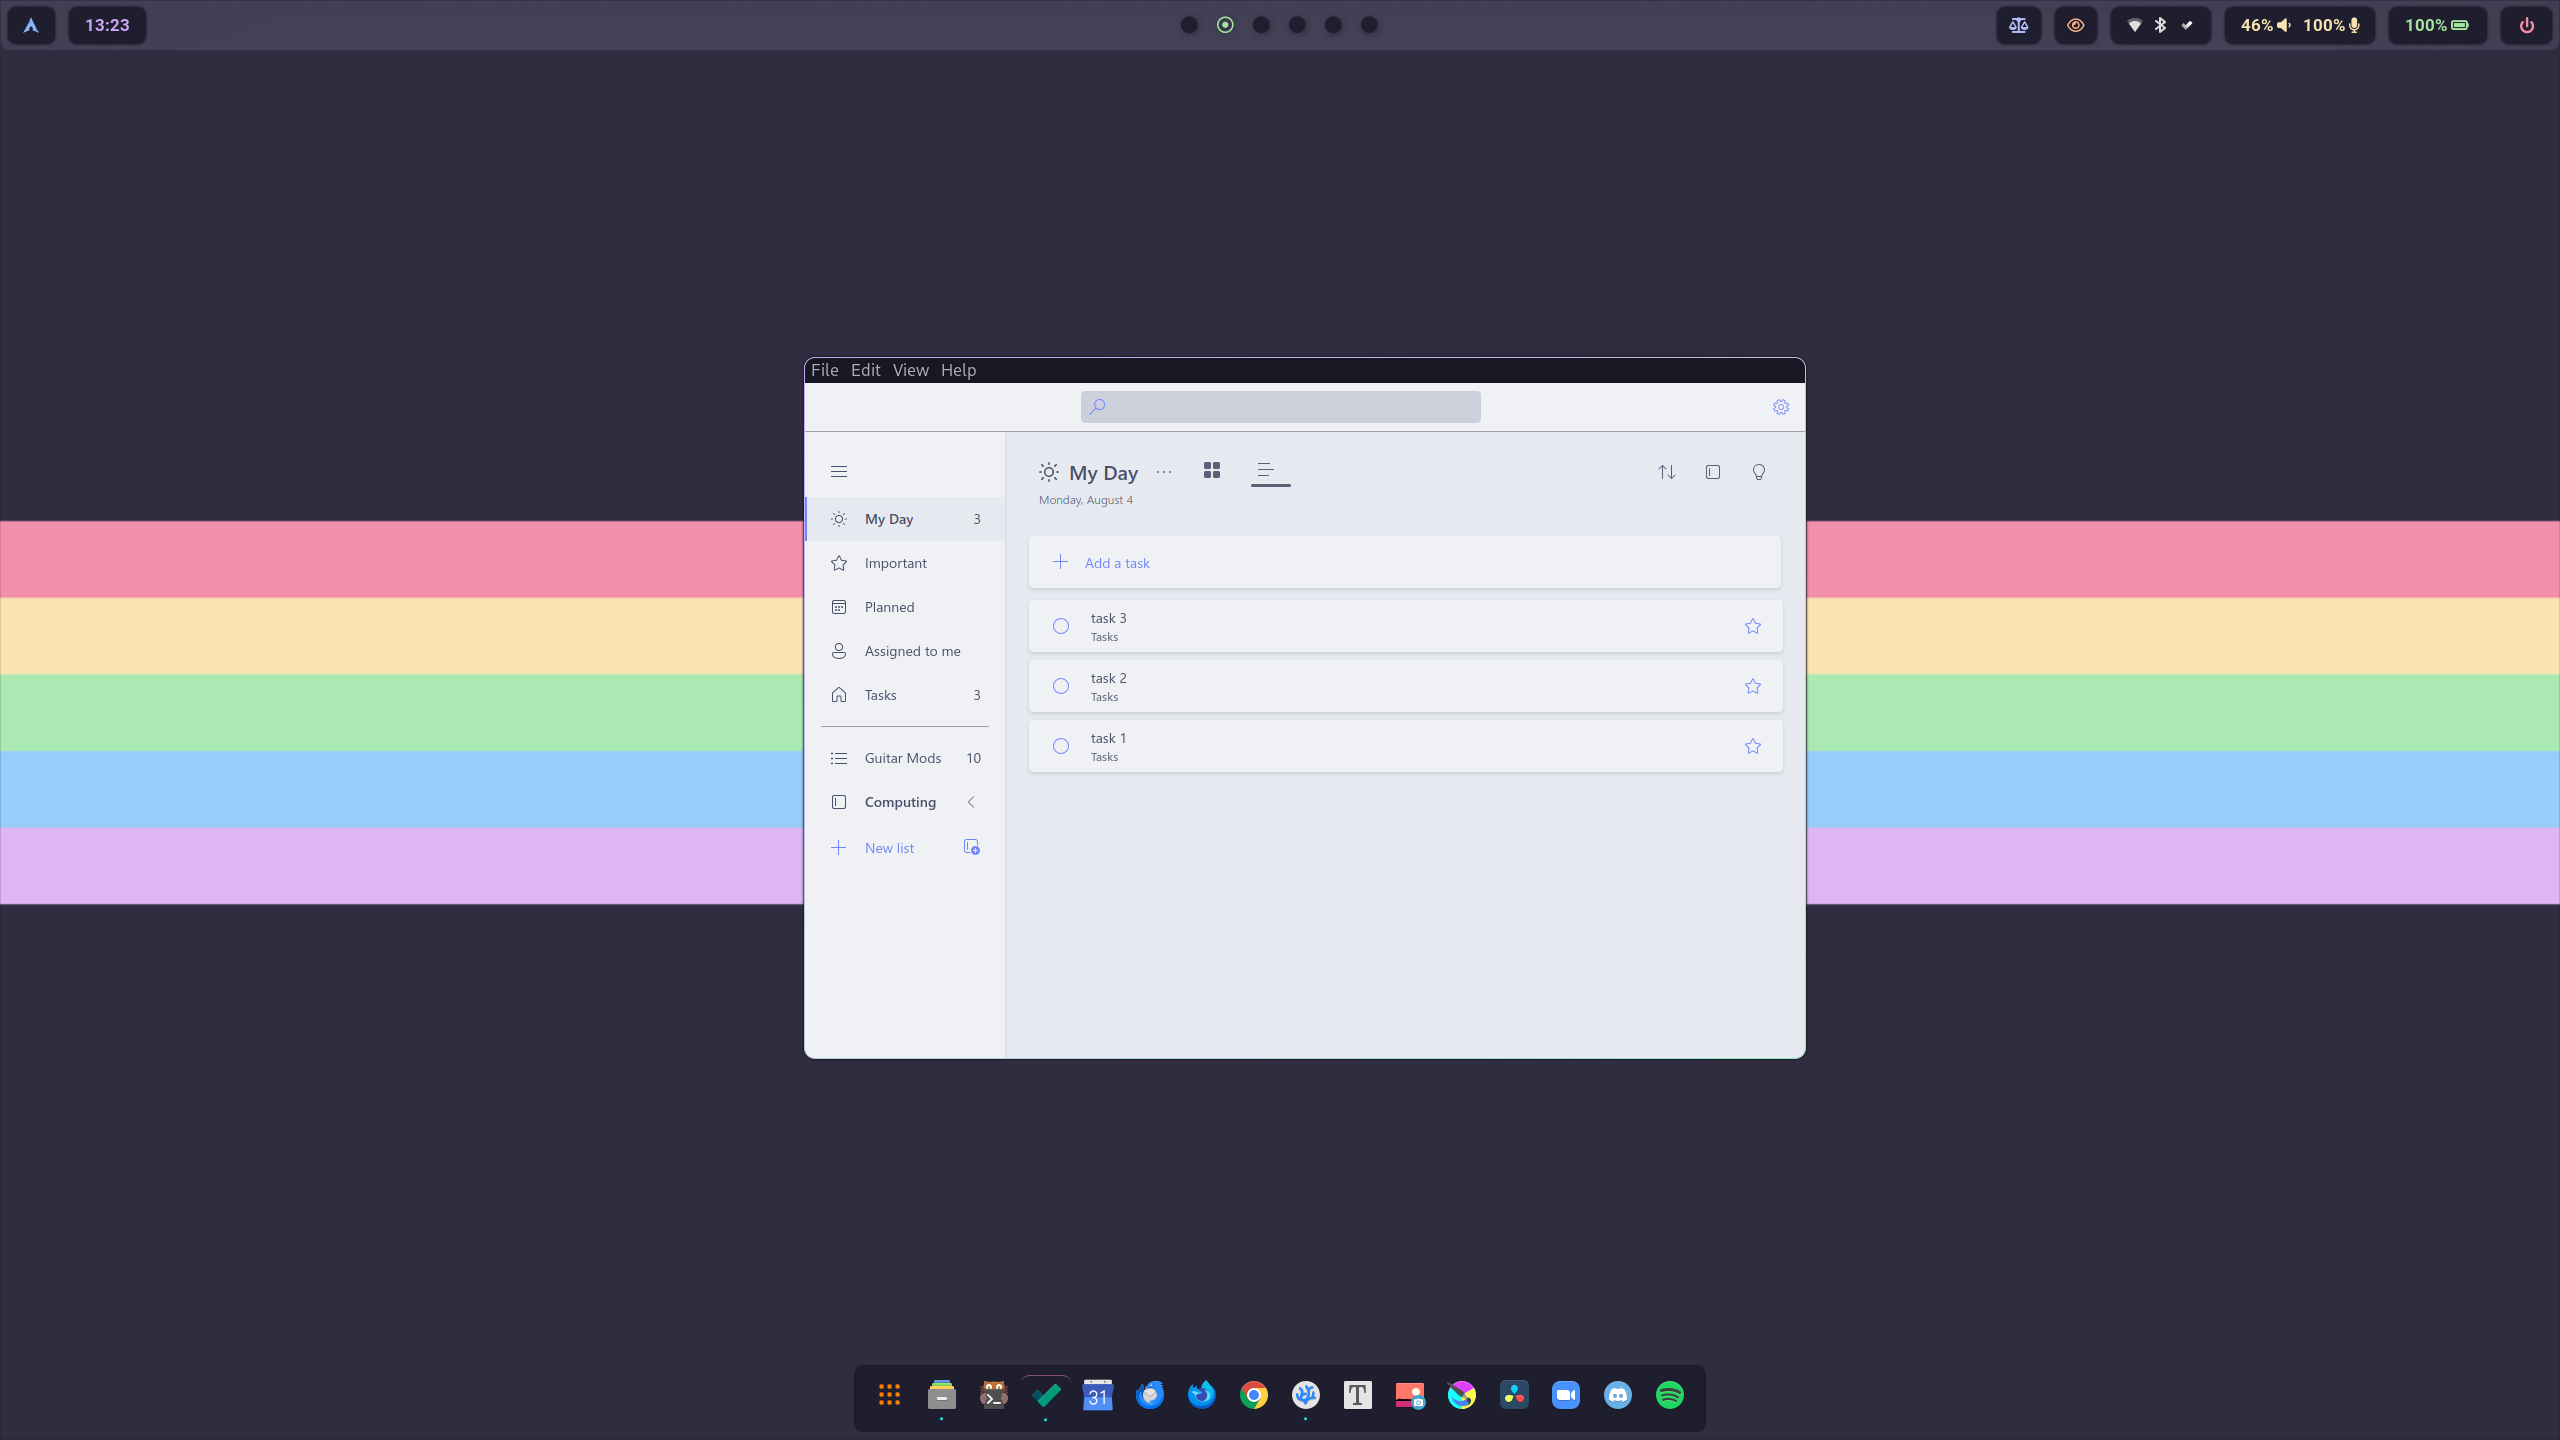 13:23
46% 100%
100%
File Edit View Help
My Day
Monday, August 4
My Day 3
Important
Planned
Assigned to me
Tasks 3
Guitar Mods 10
Computing
New list
Add a task
task 3
Tasks
task 2
Tasks
task 1
Tasks
31
T